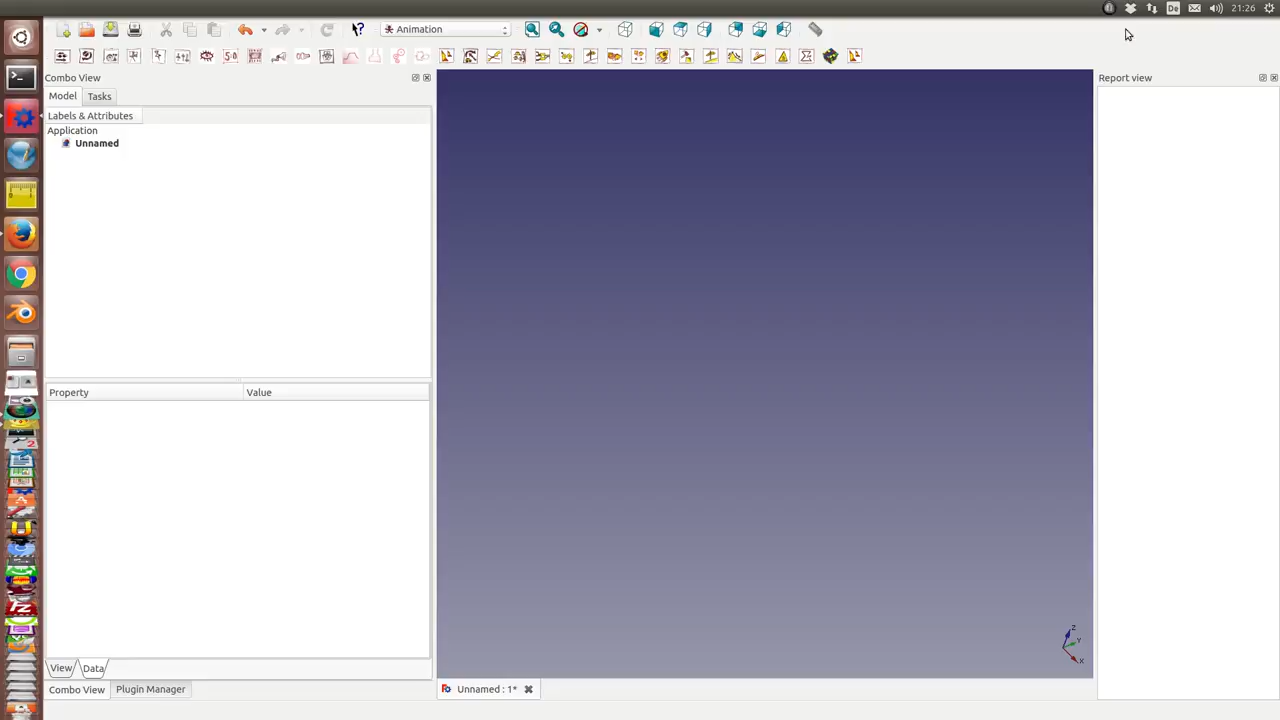 De 21:26
Animation
Combo View
Report view
Model Tasks
Labels & Attributes
Application
Unnamed
Property Value
Z
Y
X
View Data
Combo View Plugin Manager
Unnamed : 1*